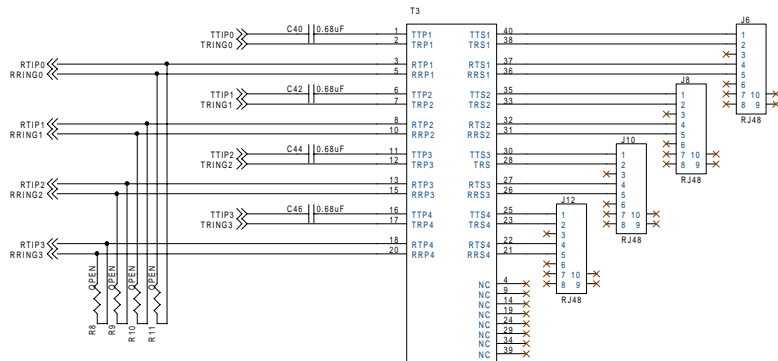 T3
J6
TTIP0 C40 0.68uF 1 TTP1 TTS1 40 1
TRING0 2 TRP1 TRS1 38 2
3
RTIP0 3 RTP1 RTS1 37 4
RRING0 5 RRP1 RRS1 36 5
6
7 10
8 9
RJ48
J8
TTIP1 C42 0.68uF 6 TTP2 TTS2 35 1
TRING1 7 TRP2 TRS2 33 2
3
RTIP1 8 RTP2 RTS2 32 4
RRING1 10 RRP2 RRS2 31 5
6
7 10
8 9
RJ48
J10
TTIP2 C44 0.68uF 11 TTP3 TTS3 30 1
TRING2 12 TRP3 TRS 28 2
3
RTIP2 13 RTP3 RTS3 27 4
RRING2 15 RRP3 RRS3 26 5
6
7 10
8 9
RJ48
J12
TTIP3 C46 0.68uF 16 TTP4 TTS4 25 1
TRING3 17 TRP4 TRS4 23 2
3
RTIP3 18 RTP4 RTS4 22 4
RRING3 20 RRP4 RRS4 21 5
6
7 10
8 9
RJ48
OPEN OPEN OPEN OPEN
R8 R9 R10 R11
NC 4
NC 9
NC 14
NC 19
NC 24
NC 29
NC 34
NC 39